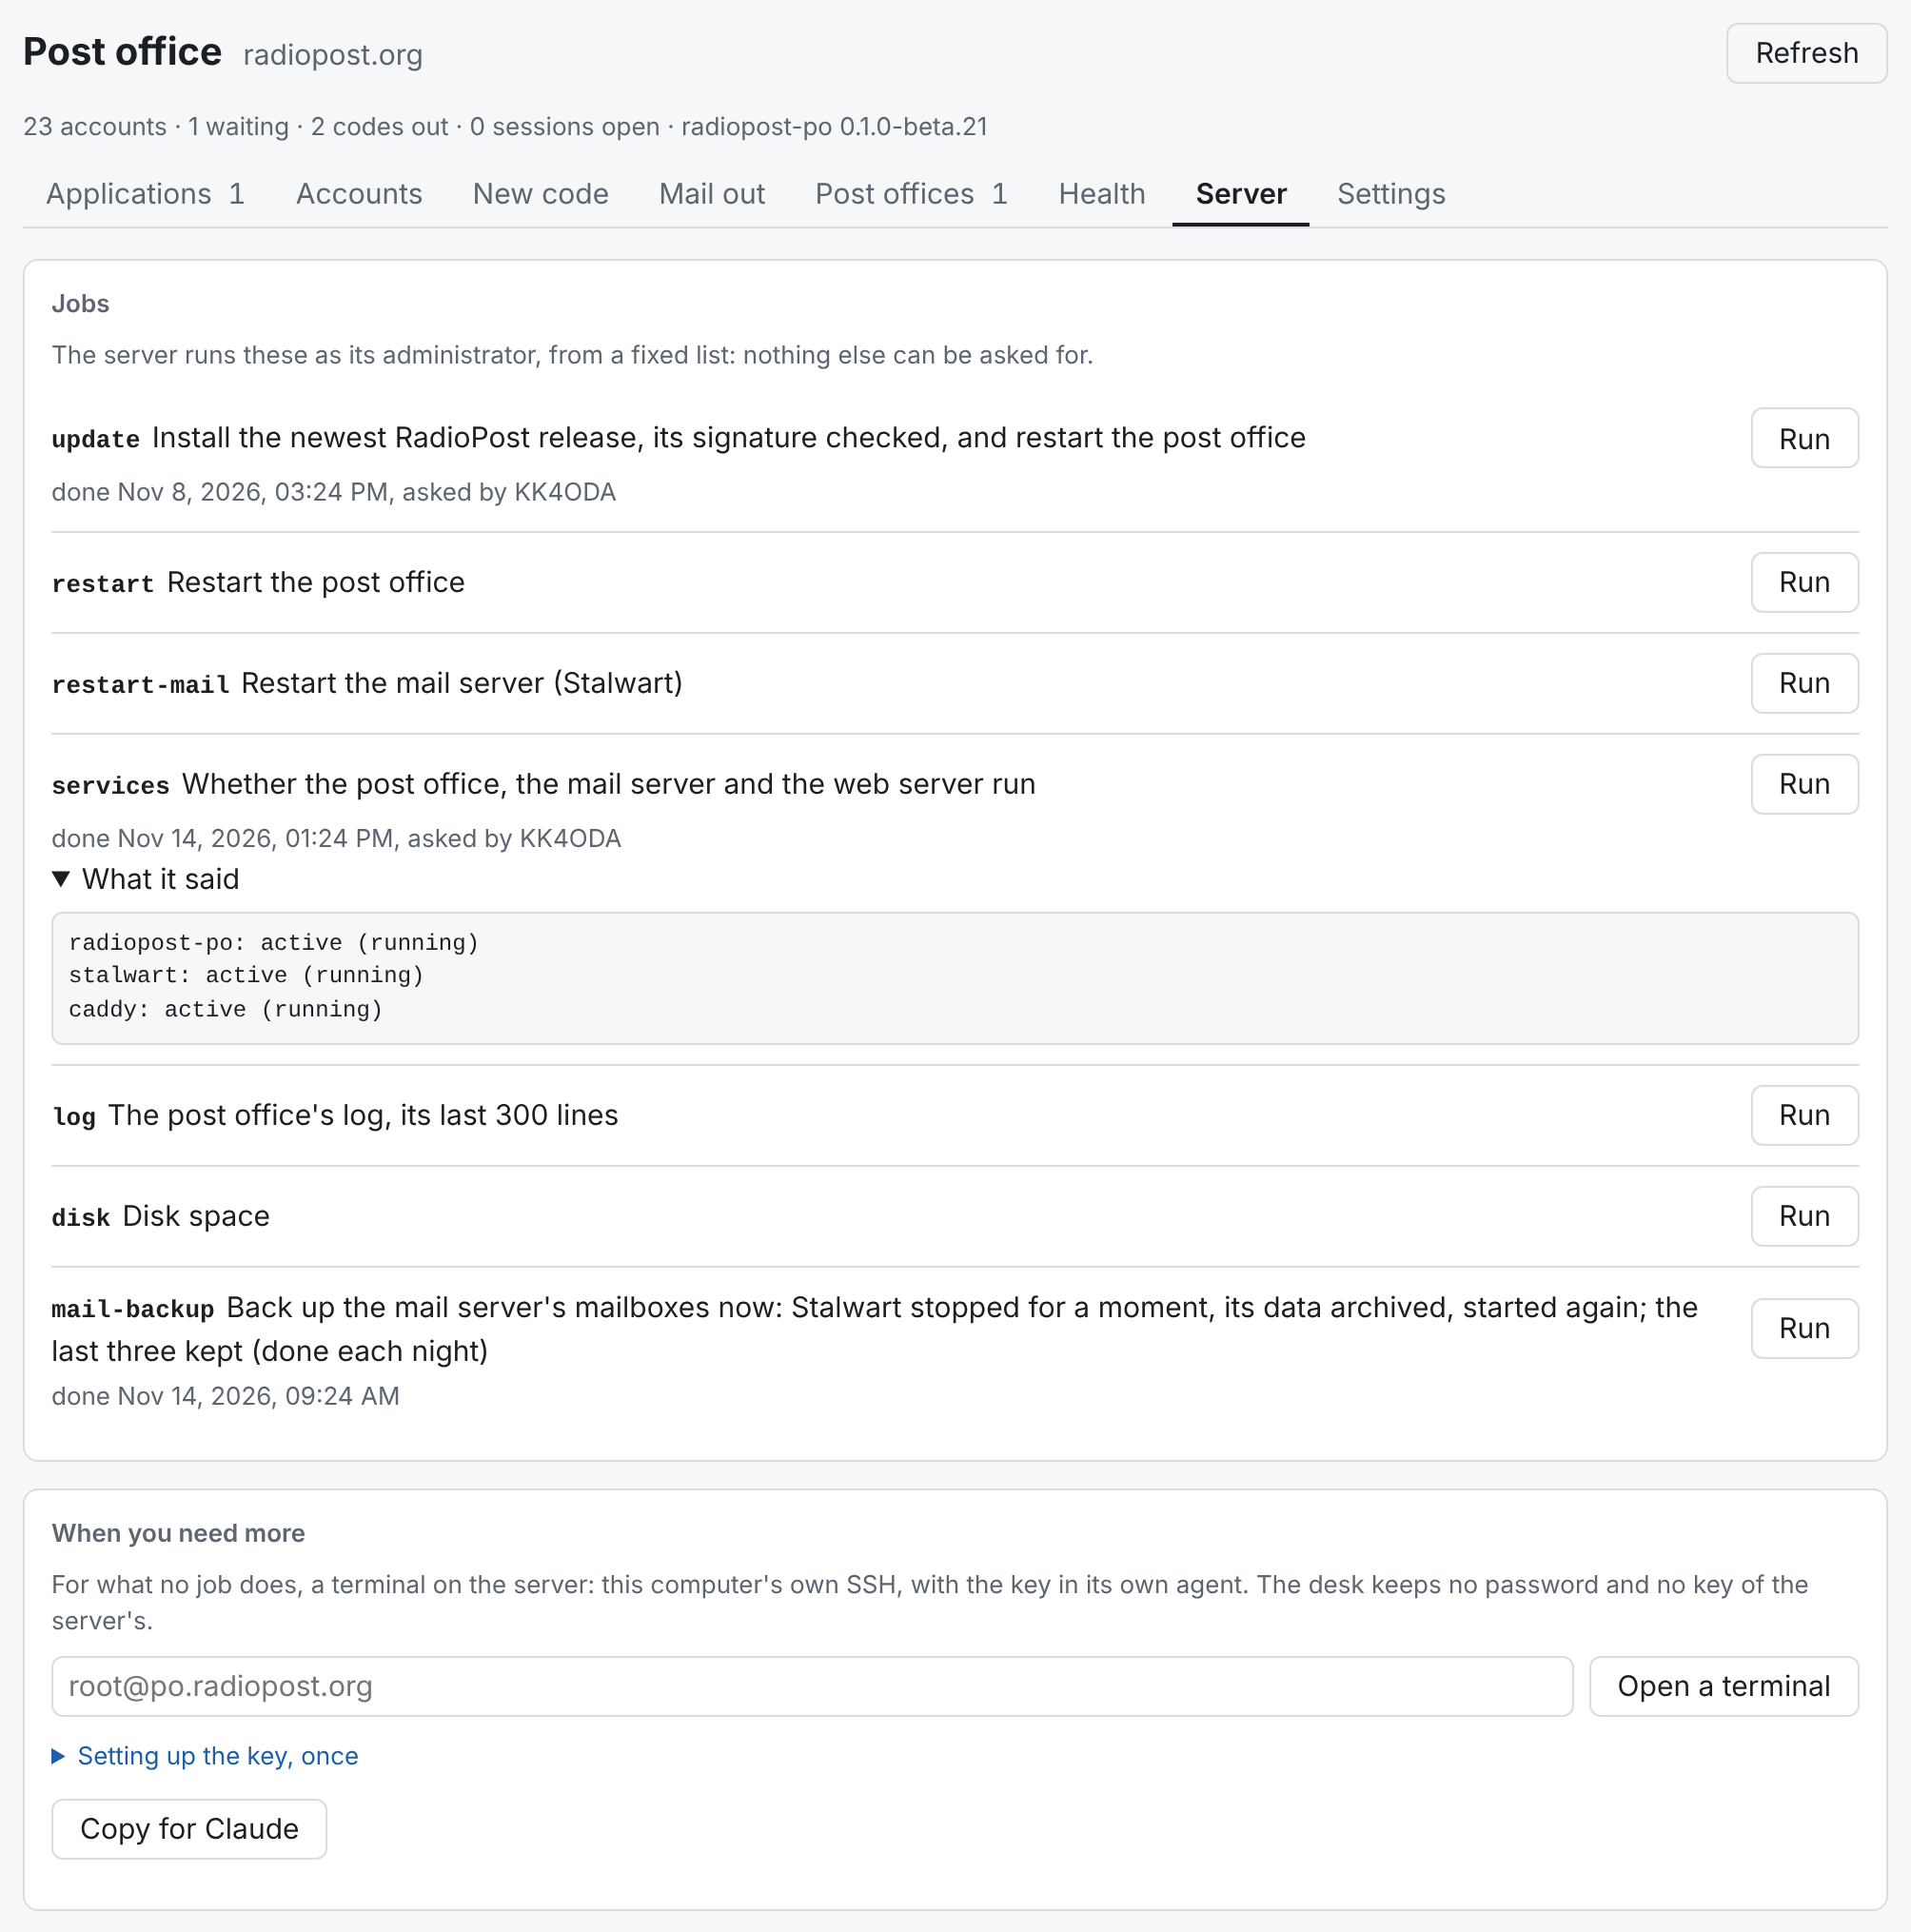 Post office radiopost.org
Refresh
23 accounts · 1 waiting · 2 codes out · 0 sessions open · radiopost-po 0.1.0-beta.21
Applications 1 Accounts New code Mail out Post offices 1 Health Server Settings
Jobs
The server runs these as its administrator, from a fixed list: nothing else can be asked for.
update Install the newest RadioPost release, its signature checked, and restart the post office
Run
done Nov 8, 2026, 03:24 PM, asked by KK4ODA
restart Restart the post office
Run
restart-mail Restart the mail server (Stalwart)
Run
services Whether the post office, the mail server and the web server run
Run
done Nov 14, 2026, 01:24 PM, asked by KK4ODA
▼ What it said
radiopost-po: active (running)
stalwart: active (running)
caddy: active (running)
log The post office's log, its last 300 lines
Run
disk Disk space
Run
mail-backup Back up the mail server's mailboxes now: Stalwart stopped for a moment, its data archived, started again; the
last three kept (done each night)
Run
done Nov 14, 2026, 09:24 AM
When you need more
For what no job does, a terminal on the server: this computer's own SSH, with the key in its own agent. The desk keeps no password and no key of the
server's.
root@po.radiopost.org
Open a terminal
▶ Setting up the key, once
Copy for Claude